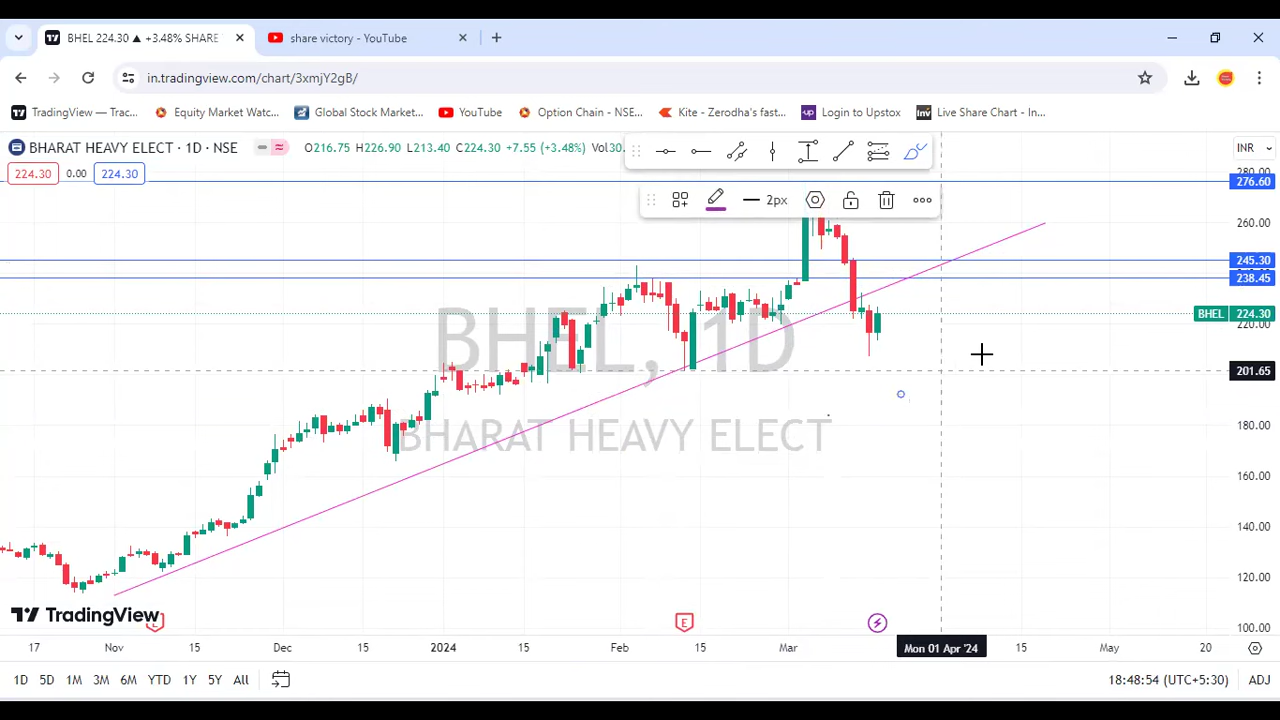 BHEL 224.30 ▲ +3.48% SHARE
share victory - YouTube
in.tradingview.com/chart/3xmjY2gB/
TradingView — Trac...
Equity Market Watc...
Global Stock Market...
YouTube
Option Chain - NSE...
Kite - Zerodha's fast...
Login to Upstox
Live Share Chart - In...
BHARAT HEAVY ELECT · 1D · NSE
O216.75 H226.90 L213.40 C224.30 +7.55 (+3.48%) Vol30.
INR
224.30 0.00 224.30
2px
280.00
276.60
260.00
245.30
238.45
BHEL 224.30
220.00
201.65
180.00
160.00
140.00
120.00
100.00
BHEL, 1D
BHARAT HEAVY ELECT
TradingView
E
E
17 Nov 15 Dec 15 2024 15 Feb 15 Mar Mon 01 Apr '24 15 May 20
1D 5D 1M 3M 6M YTD 1Y 5Y All
18:48:54 (UTC+5:30) ADJ